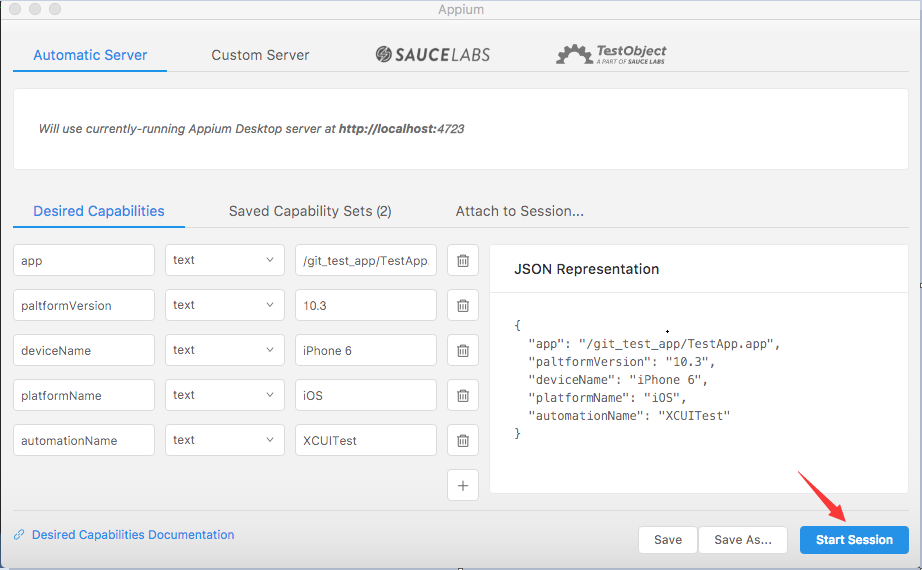 Appium
Automatic Server
Custom Server
SAUCELABS
TestObject
A PART OF SAUCE LABS
Will use currently-running Appium Desktop server at http://localhost:4723
Desired Capabilities
Saved Capability Sets (2)
Attach to Session...
app text /git_test_app/TestApp.
paltformVersion text 10.3
deviceName text iPhone 6
platformName text iOS
automationName text XCUITest
+
JSON Representation
{
"app": "/git_test_app/TestApp.app",
"paltformVersion": "10.3",
"deviceName": "iPhone 6",
"platformName": "iOS",
"automationName": "XCUITest"
}
Desired Capabilities Documentation
Save
Save As...
Start Session